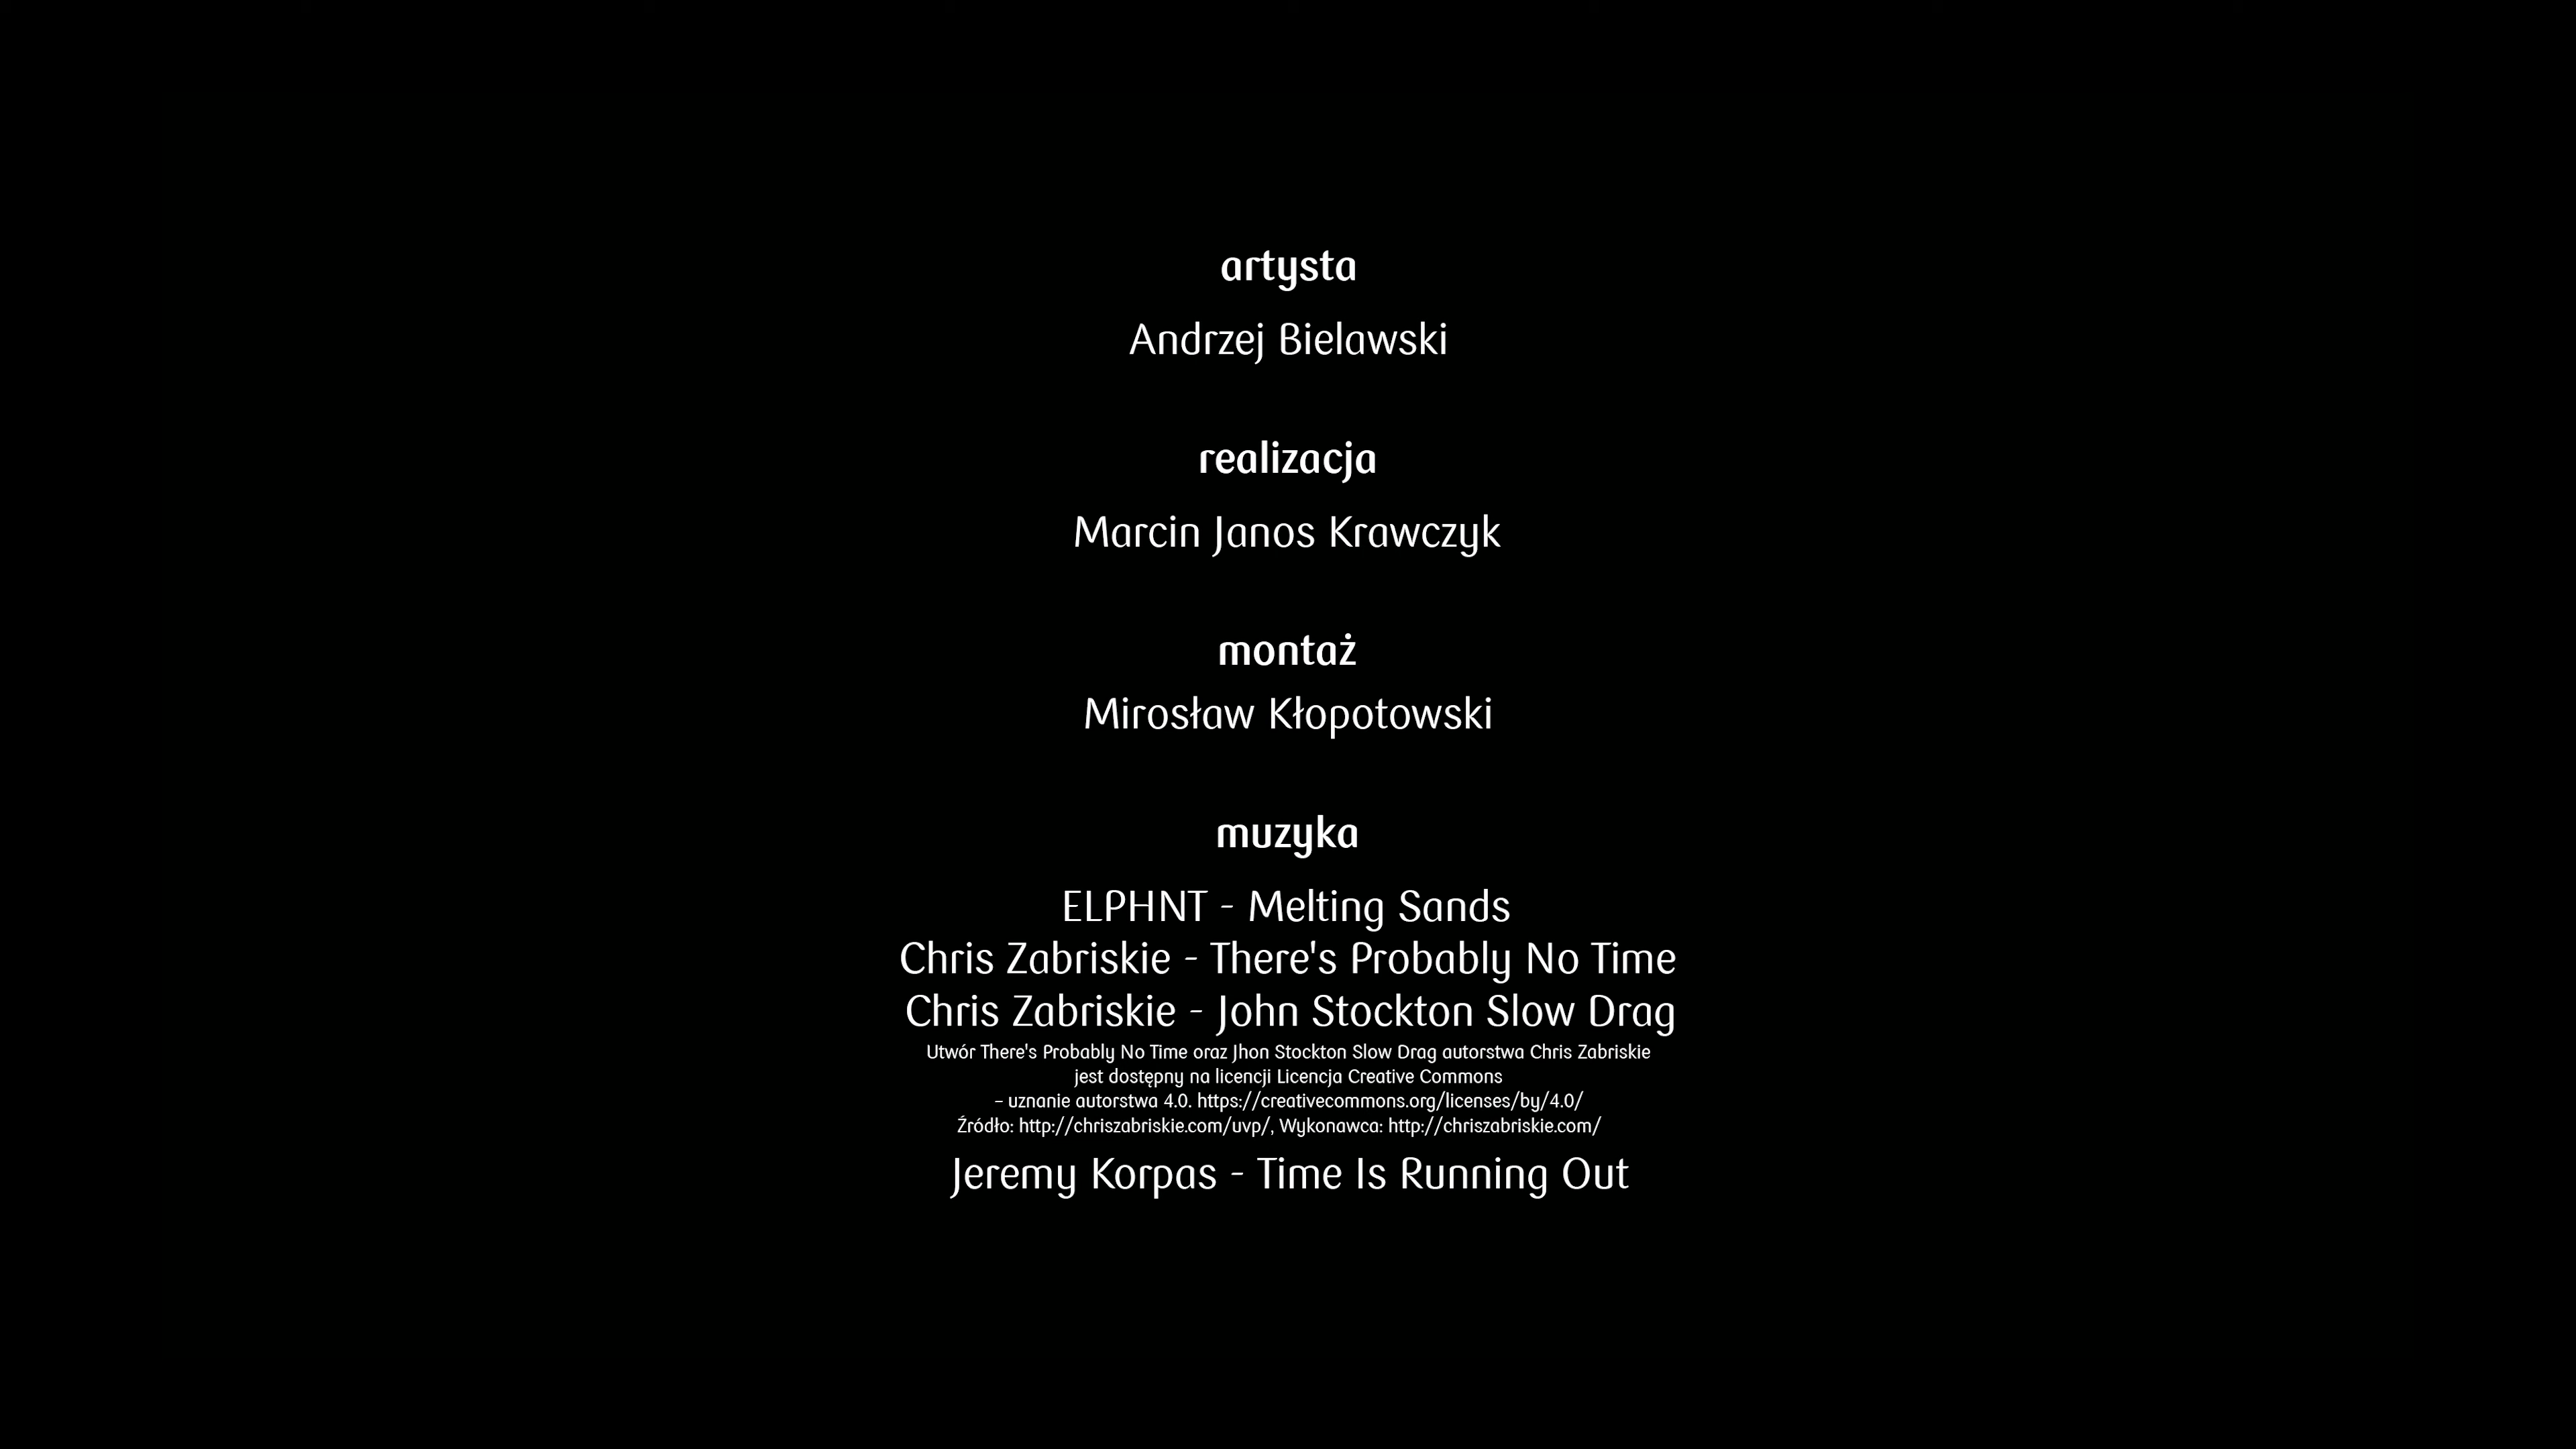 artysta
Andrzej Bielawski
realizacja
Marcin Janos Krawczyk
montaż
Mirosław Kłopotowski
muzyka
ELPHNT - Melting Sands
Chris Zabriskie - There's Probably No Time
Chris Zabriskie - John Stockton Slow Drag
Utwór There's Probably No Time oraz Jhon Stockton Slow Drag autorstwa Chris Zabriskie
jest dostępny na licencji Licencja Creative Commons
– uznanie autorstwa 4.0. https://creativecommons.org/licenses/by/4.0/
Źródło: http://chriszabriskie.com/uvp/, Wykonawca: http://chriszabriskie.com/
Jeremy Korpas - Time Is Running Out